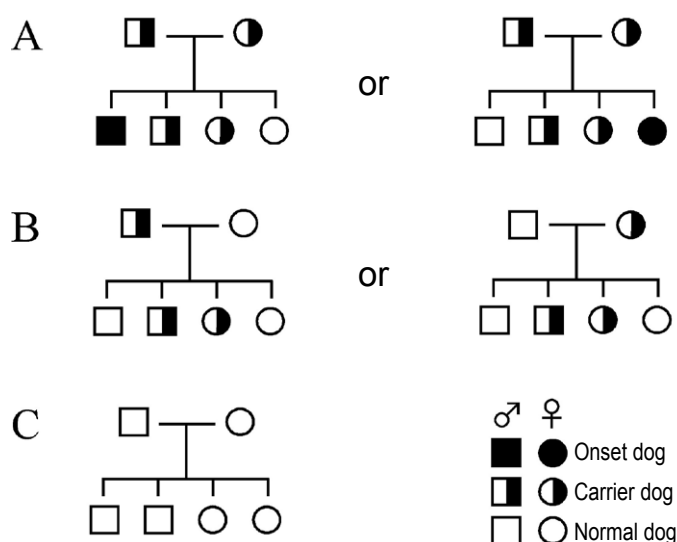 A
or
B
or
C
♂ ♀
Onset dog
Carrier dog
Normal dog